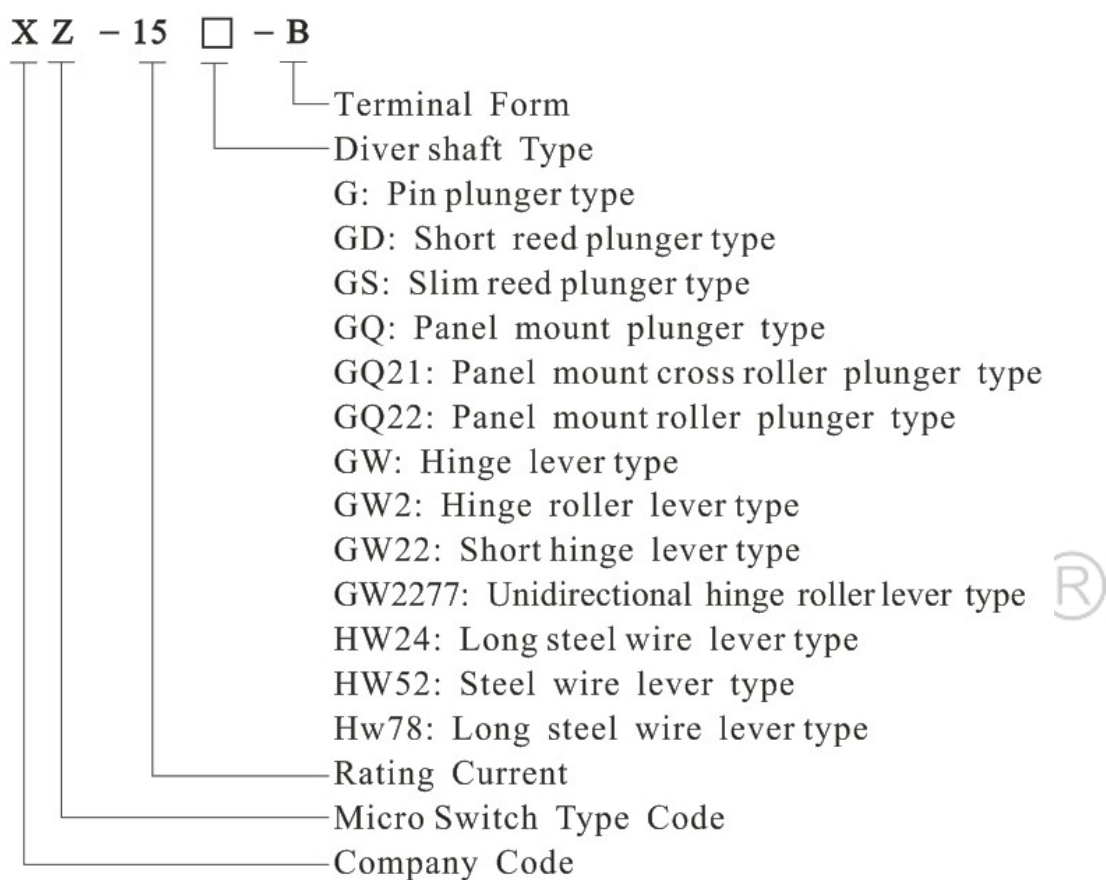 X Z - 15 □ - B
Terminal Form
Diver shaft Type
G: Pin plunger type
GD: Short reed plunger type
GS: Slim reed plunger type
GQ: Panel mount plunger type
GQ21: Panel mount cross roller plunger type
GQ22: Panel mount roller plunger type
GW: Hinge lever type
GW2: Hinge roller lever type
GW22: Short hinge lever type
GW2277: Unidirectional hinge roller lever type
®
HW24: Long steel wire lever type
HW52: Steel wire lever type
Hw78: Long steel wire lever type
Rating Current
Micro Switch Type Code
Company Code